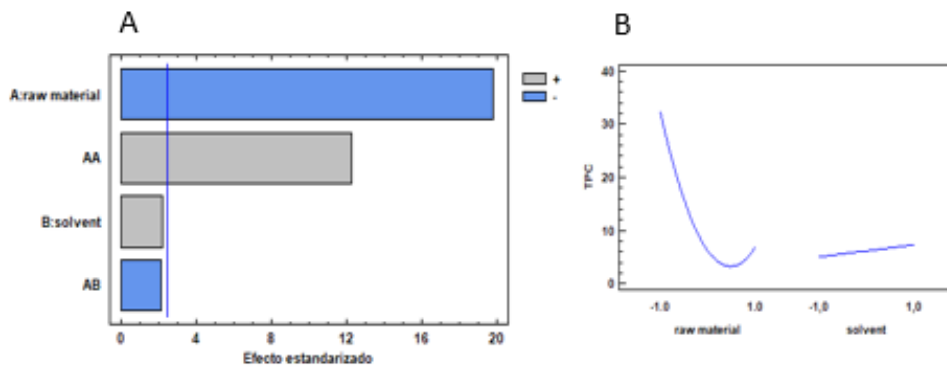 A
A:raw material
AA
B:solvent
AB
0 4 8 12 16 20
Efecto estandarizado
+
-
B
40
30
20
10
0
TPC
-1.0 1.0 -1,0 1,0
raw material solvent